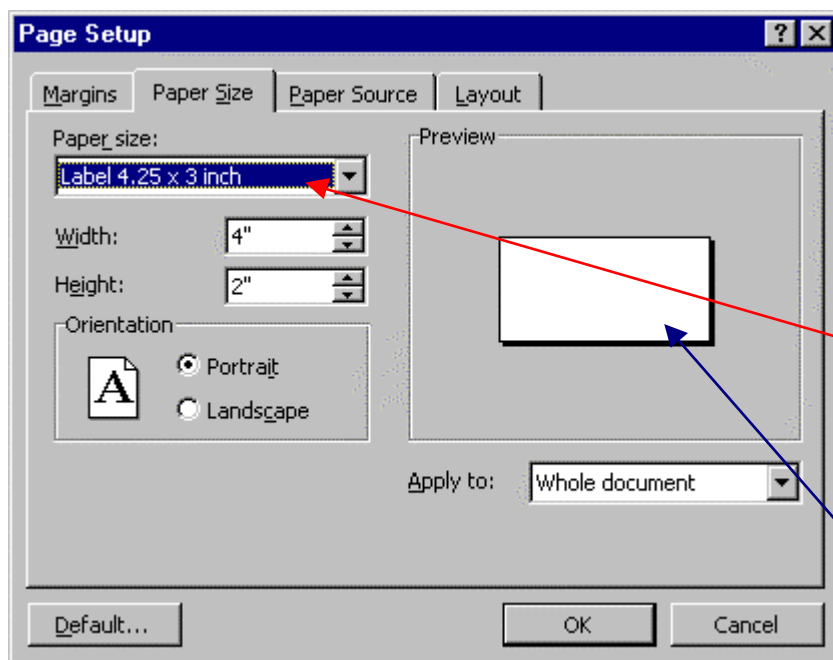 Page Setup
Margins Paper Size Paper Source Layout
Paper size:
Label 4.25 x 3 inch
Width: 4"
Height: 2"
Orientation
A
Portrait
Landscape
Preview
Apply to: Whole document
Default... OK Cancel